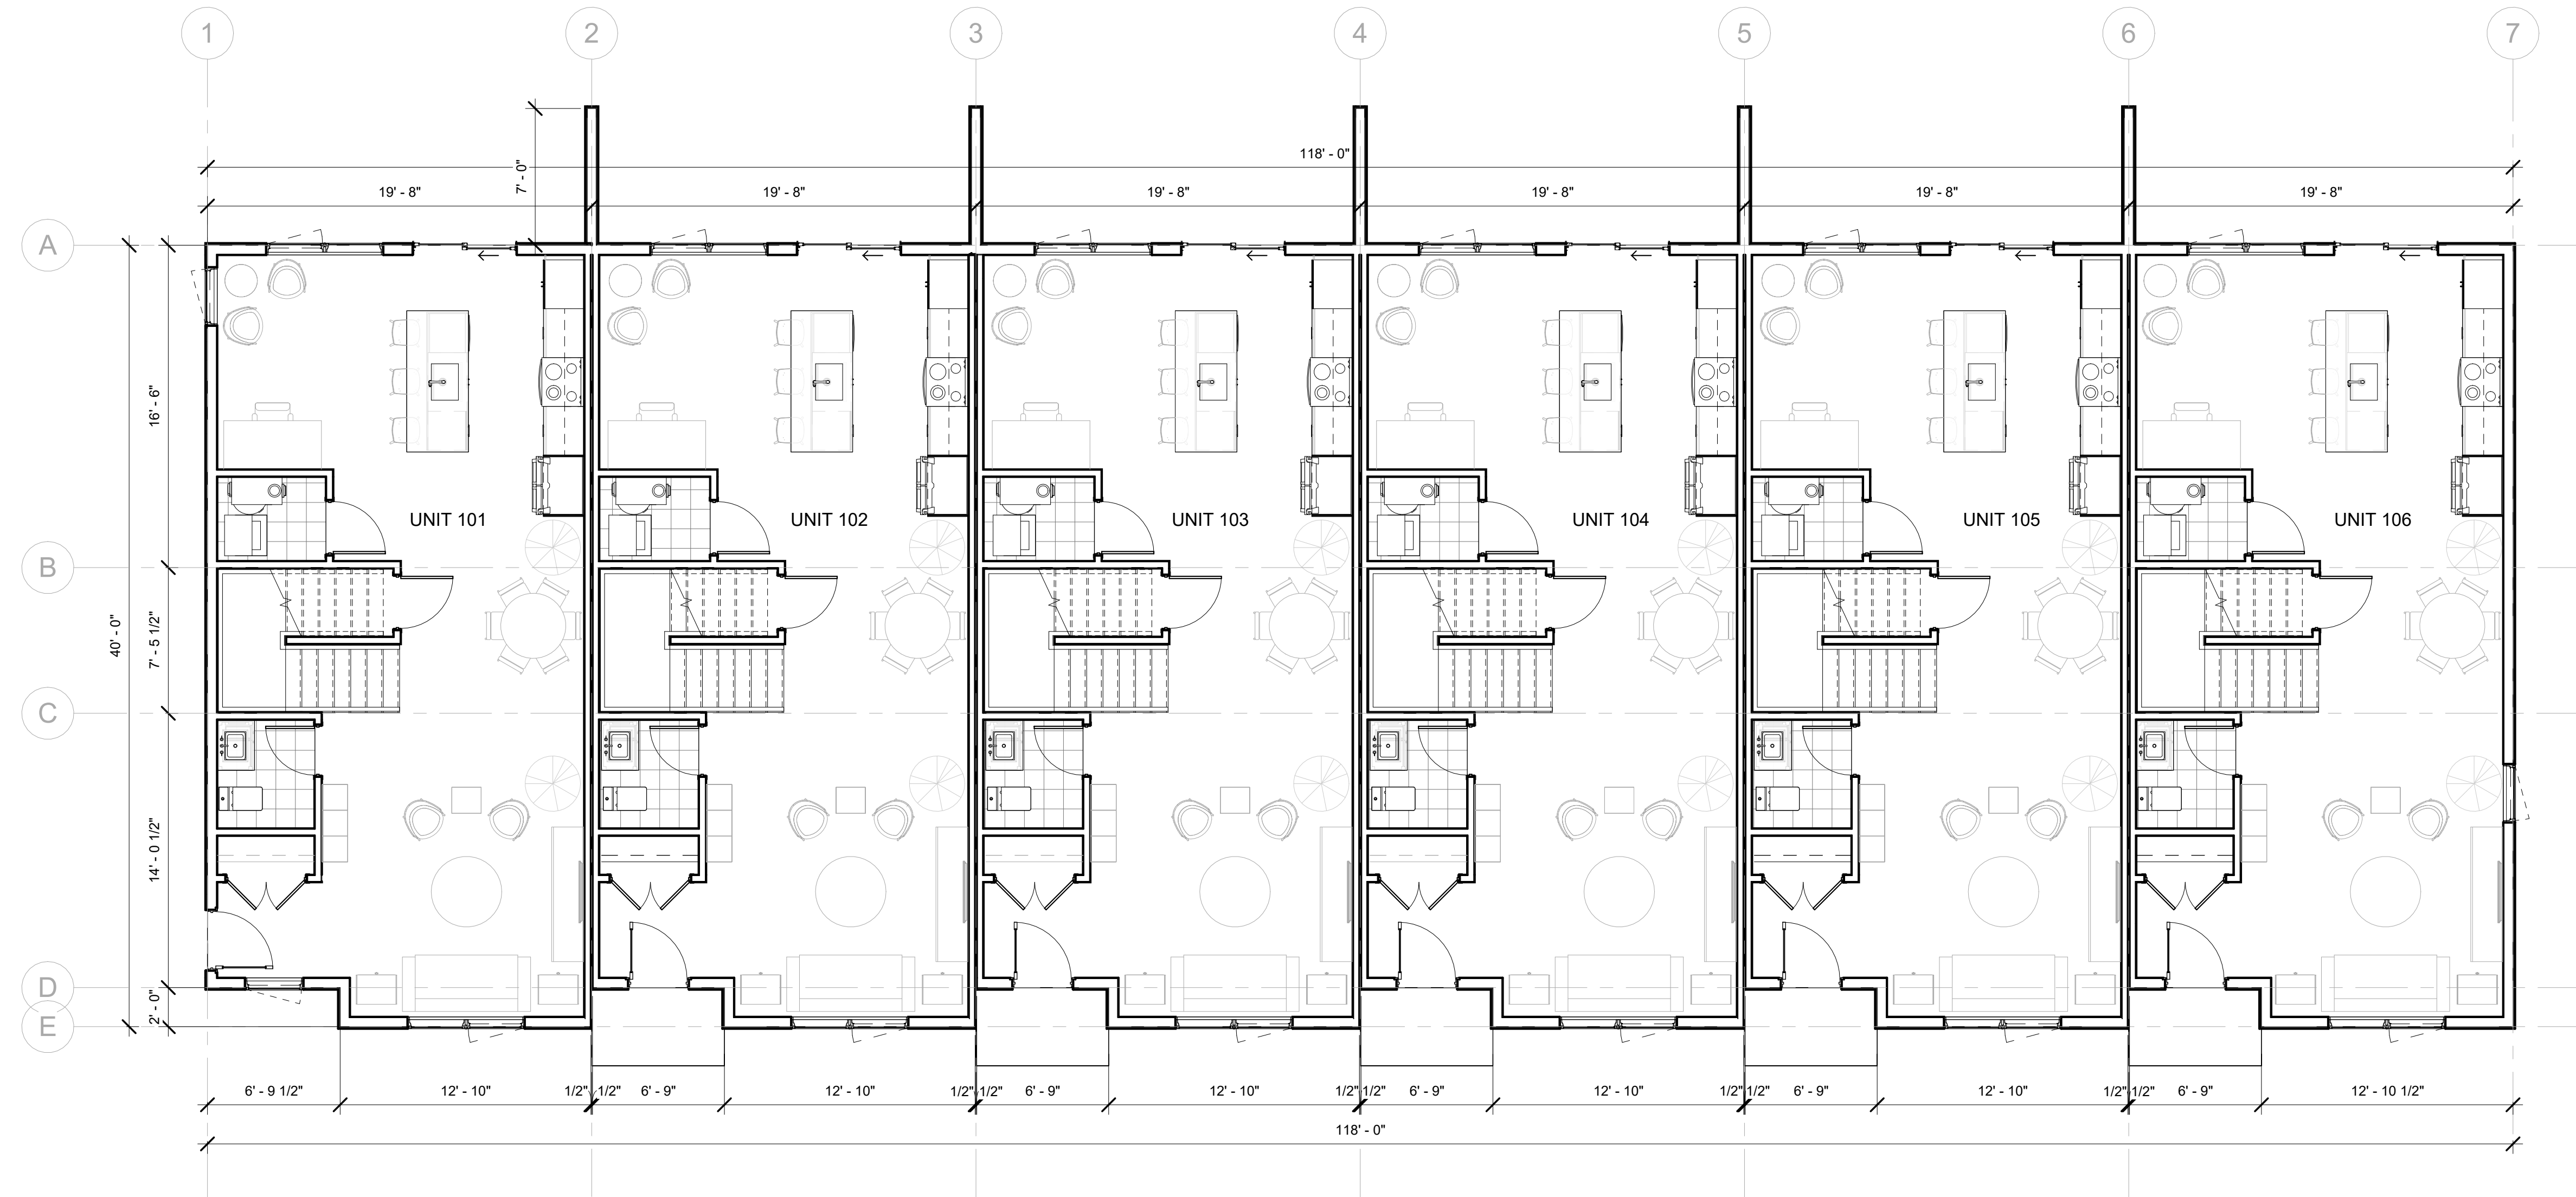 1 2 3 4 5 6 7
118' - 0"
7' - 0"
19' - 8" 19' - 8" 19' - 8" 19' - 8" 19' - 8" 19' - 8"
A
16' - 6"
UNIT 101 UNIT 102 UNIT 103 UNIT 104 UNIT 105 UNIT 106
B
40' - 0"
7' - 5 1/2"
C
14' - 0 1/2"
D
2' - 0"
E
6' - 9 1/2" 12' - 10" 1/2" 1/2" 6' - 9" 12' - 10" 1/2" 1/2" 6' - 9" 12' - 10" 1/2" 1/2" 6' - 9" 12' - 10" 1/2" 1/2" 6' - 9" 12' - 10" 1/2" 1/2" 6' - 9" 12' - 10 1/2"
118' - 0"